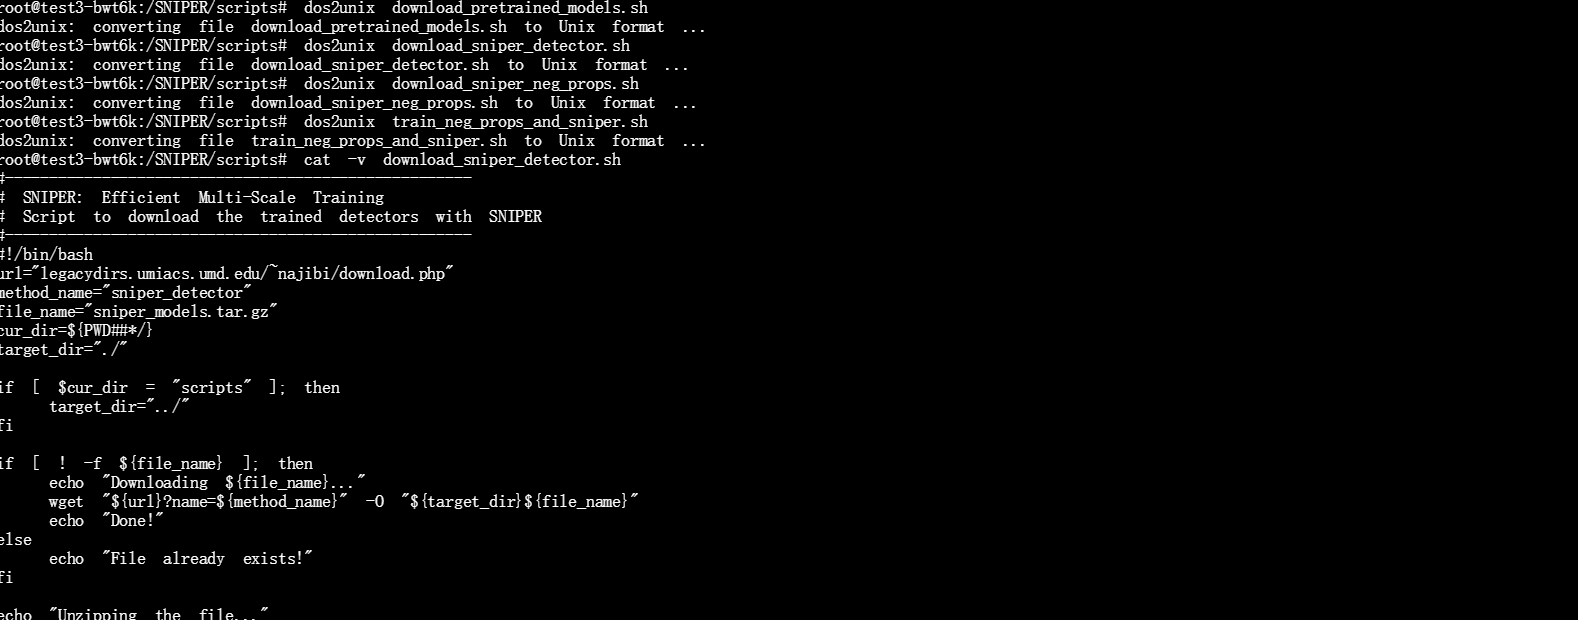 root@test3-bwt6k:/SNIPER/scripts# dos2unix download_pretrained_models.sh
dos2unix: converting file download_pretrained_models.sh to Unix format ...
root@test3-bwt6k:/SNIPER/scripts# dos2unix download_sniper_detector.sh
dos2unix: converting file download_sniper_detector.sh to Unix format ...
root@test3-bwt6k:/SNIPER/scripts# dos2unix download_sniper_neg_props.sh
dos2unix: converting file download_sniper_neg_props.sh to Unix format ...
root@test3-bwt6k:/SNIPER/scripts# dos2unix train_neg_props_and_sniper.sh
dos2unix: converting file train_neg_props_and_sniper.sh to Unix format ...
root@test3-bwt6k:/SNIPER/scripts# cat -v download_sniper_detector.sh
#-----------------------------------------------------
# SNIPER: Efficient Multi-Scale Training
# Script to download the trained detectors with SNIPER
#-----------------------------------------------------
#!/bin/bash
url="legacydirs.umiacs.umd.edu/~najibi/download.php"
method_name="sniper_detector"
file_name="sniper_models.tar.gz"
cur_dir=${PWD##*/}
target_dir="./"
if [ $cur_dir = "scripts" ]; then
target_dir="../"
fi
if [ ! -f ${file_name} ]; then
echo "Downloading ${file_name}..."
wget "${url}?name=${method_name}" -O "${target_dir}${file_name}"
echo "Done!"
else
echo "File already exists!"
fi
echo "Unzipping the file..."